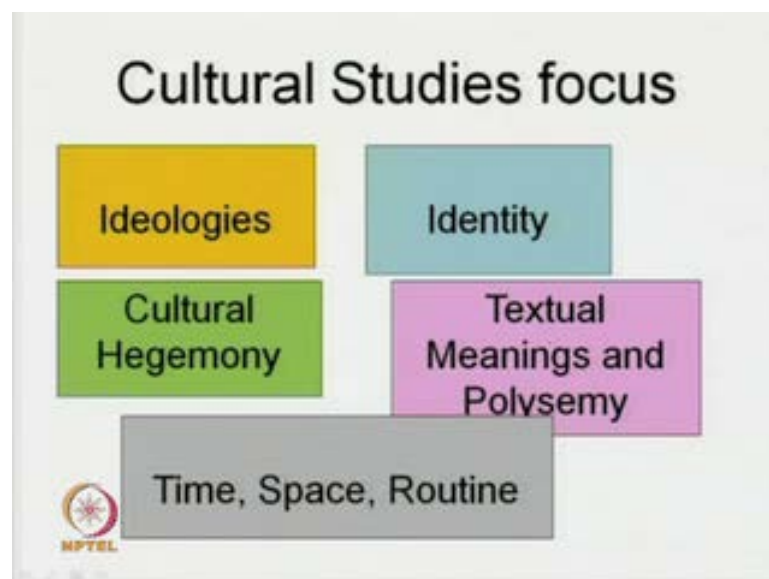 Cultural Studies focus
Ideologies
Identity
Cultural
Hegemony
Textual
Meanings and
Polysemy
Time, Space, Routine
NPTEL